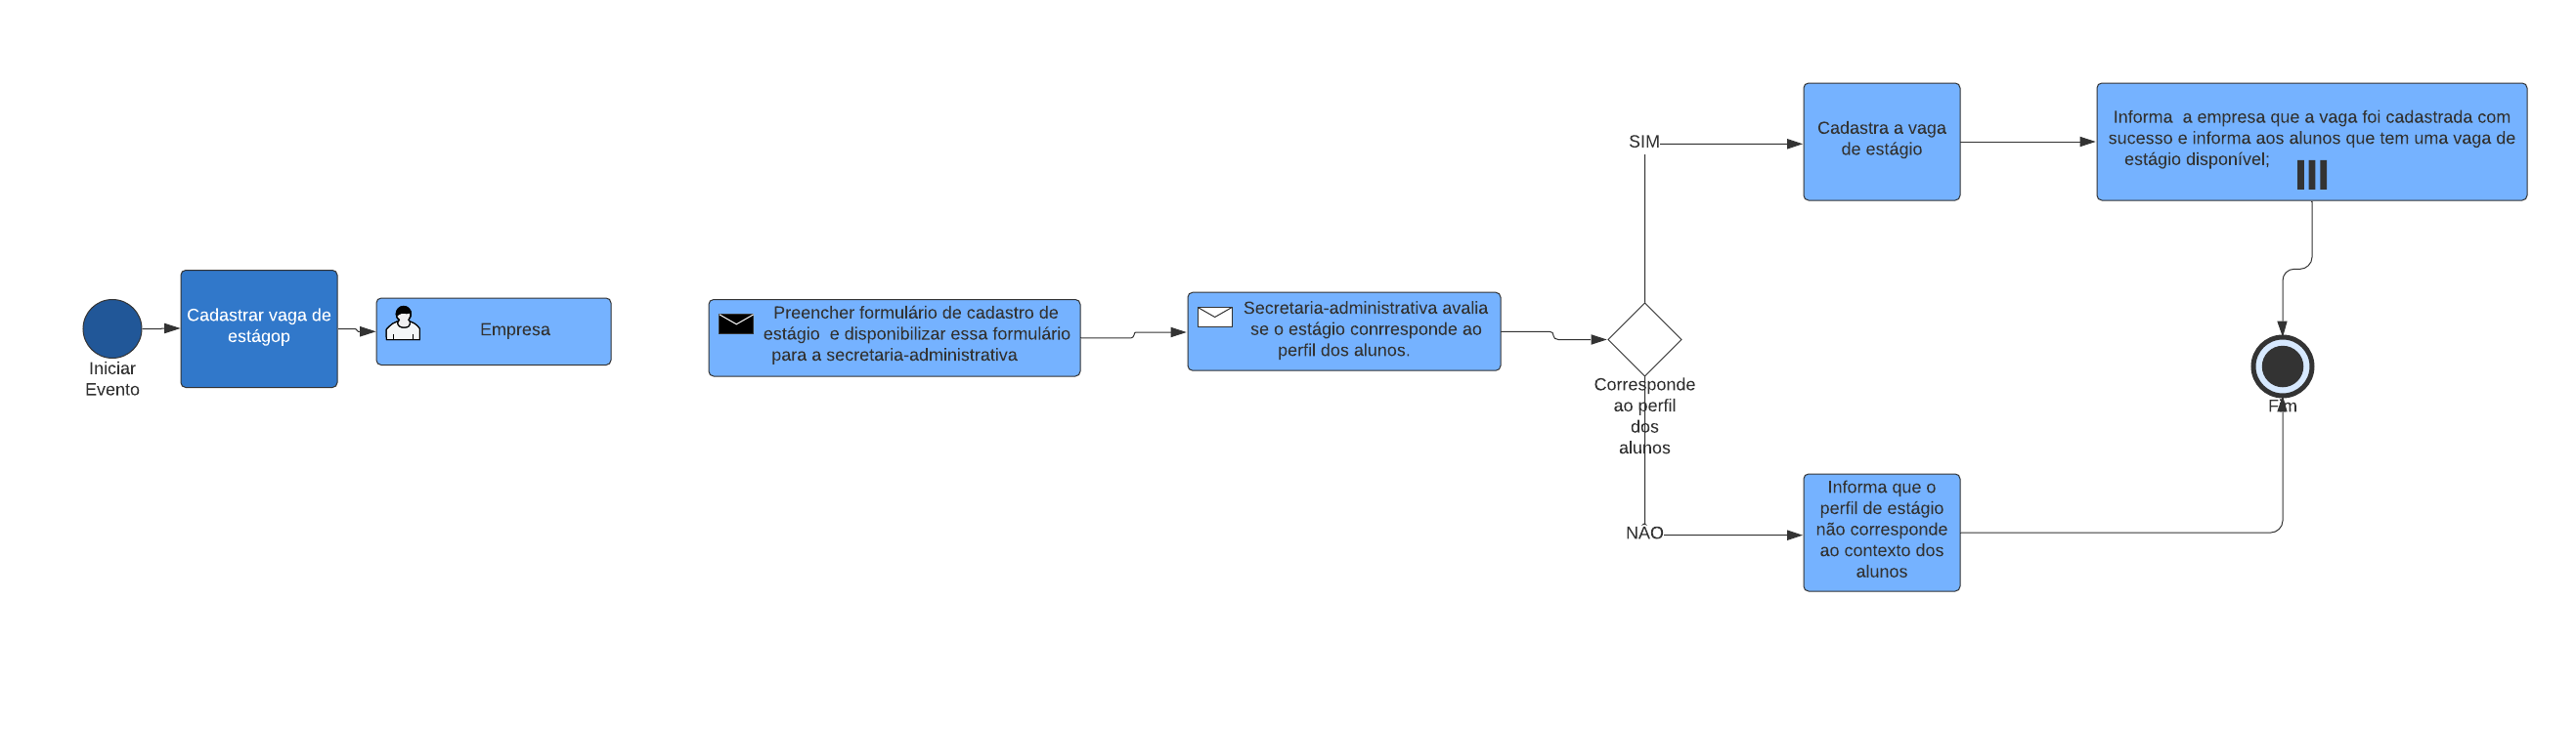 Iniciar
Evento
Cadastrar vaga de
estágop
Empresa
Preencher formulário de cadastro de
estágio  e disponibilizar essa formulário
para a secretaria-administrativa
Secretaria-administrativa avalia
se o estágio conrresponde ao
perfil dos alunos.
Corresponde
ao perfil
dos
alunos
SIM
Cadastra a vaga
de estágio
Informa  a empresa que a vaga foi cadastrada com
sucesso e informa aos alunos que tem uma vaga de
estágio disponível;
NÃO
Informa que o
perfil de estágio
não corresponde
ao contexto dos
alunos
Fim